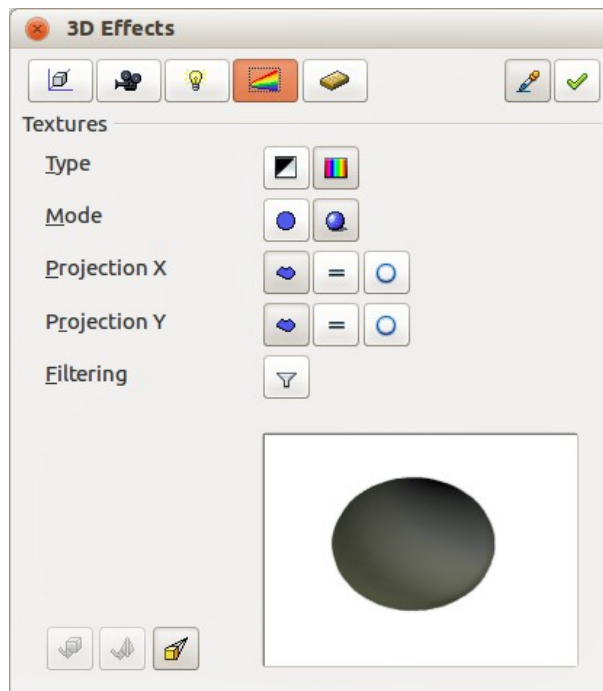 3D Effects
Textures
Type
Mode
Projection X
Projection Y
Filtering